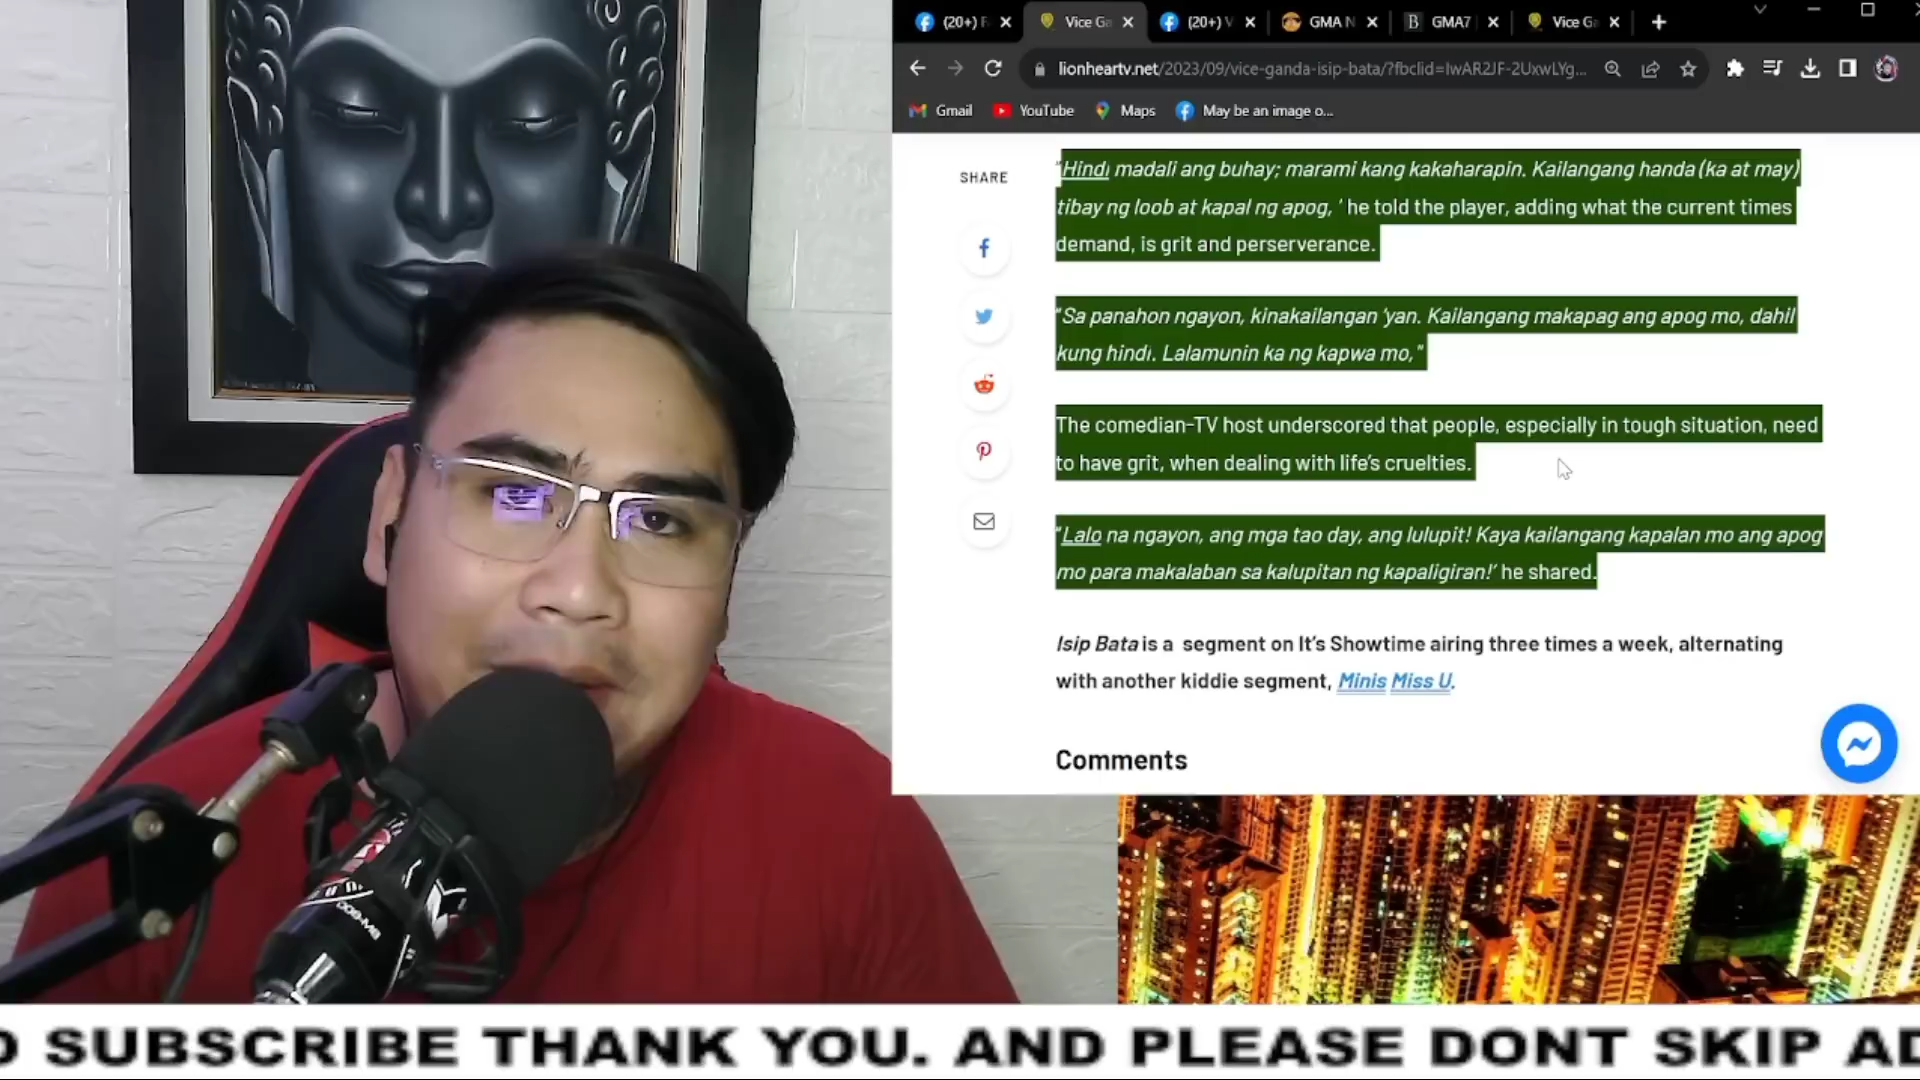 (20+) F
Vice Ga
(20+) V
GMA N
GMA7
Vice G
lionheartv.net/2023/09/vice-ganda-isip-bata/?fbclid=IwAR2JF-2UxwLYg...
Gmail
YouTube
Maps
May be an image o...
SHARE
"Hindi madali ang buhay; marami kang kakaharapin. Kailangang handa (ka at may)
tibay ng loob at kapal ng apog, ' he told the player, adding what the current times
demand, is grit and perserverance.
"Sa panahon ngayon, kinakailangan 'yan. Kailangang makapag ang apog mo, dahil
kung hindi. Lalamunin ka ng kapwa mo,"
The comedian-TV host underscored that people, especially in tough situation, need
to have grit, when dealing with life's cruelties.
"Lalo na ngayon, ang mga tao day, ang lulupit! Kaya kailangang kapalan mo ang apog
mo para makalaban sa kalupitan ng kapaligiran!' he shared.
Isip Bata is a segment on It's Showtime airing three times a week, alternating
with another kiddie segment, Minis Miss U.
Comments
BM-800
O SUBSCRIBE THANK YOU. AND PLEASE DONT SKIP AD